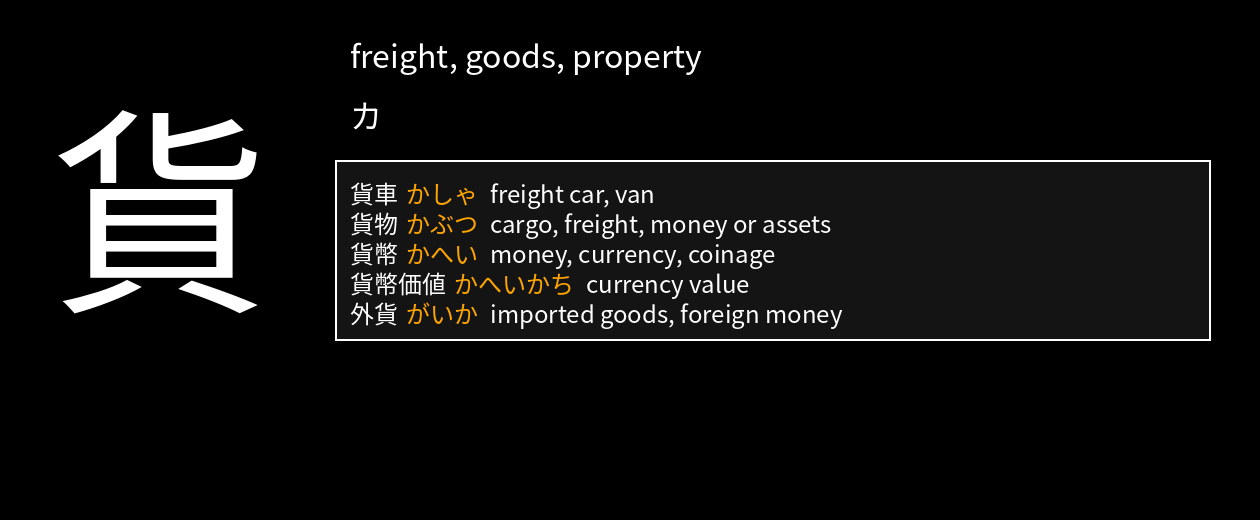 貨
freight, goods, property
カ
貨車 かしゃ freight car, van
貨物 かぶつ cargo, freight, money or assets
貨幣 かへい money, currency, coinage
貨幣価値 かへいかち currency value
外貨 がいか imported goods, foreign money